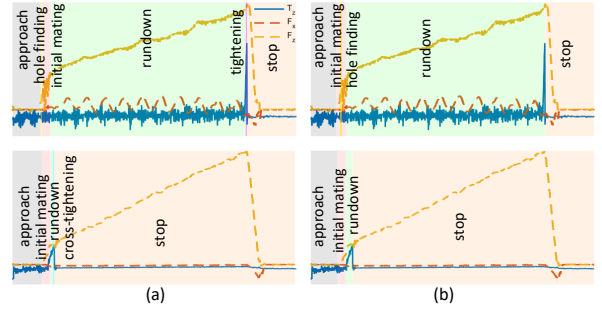 approach
hole finding
initial mating
rundown
tightening
stop
T_z
F_x
F_z
approach
initial mating
hole finding
rundown
stop
approach
initial mating
rundown
cross-tightening
stop
approach
initial mating
rundown
stop
(a)
(b)